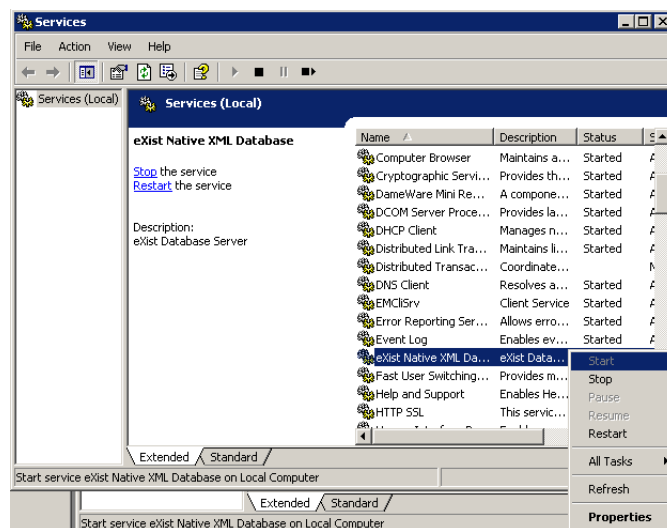 Services
File Action View Help
Services (Local)
Services (Local)
eXist Native XML Database
Stop the service
Restart the service
Description:
eXist Database Server
Name Description Status S
Computer Browser Maintains a... Started A
Cryptographic Servi... Provides th... Started A
DameWare Mini Re... A compone... Started A
DCOM Server Proce... Provides la... Started A
DHCP Client Manages n... Started A
Distributed Link Tra... Maintains li... Started A
Distributed Transac... Coordinate... M
DNS Client Resolves a... Started A
EMCliSrv Client Service Started A
Error Reporting Ser... Allows erro... Started A
Event Log Enables ev... Started A
eXist Native XML Da... eXist Data...
Fast User Switching... Provides m...
Help and Support Enables He...
HTTP SSL This servic...
Start
Stop
Pause
Resume
Restart
All Tasks
Refresh
Properties
Extended Standard
Start service eXist Native XML Database on Local Computer
Extended Standard
Start service eXist Native XML Database on Local Computer